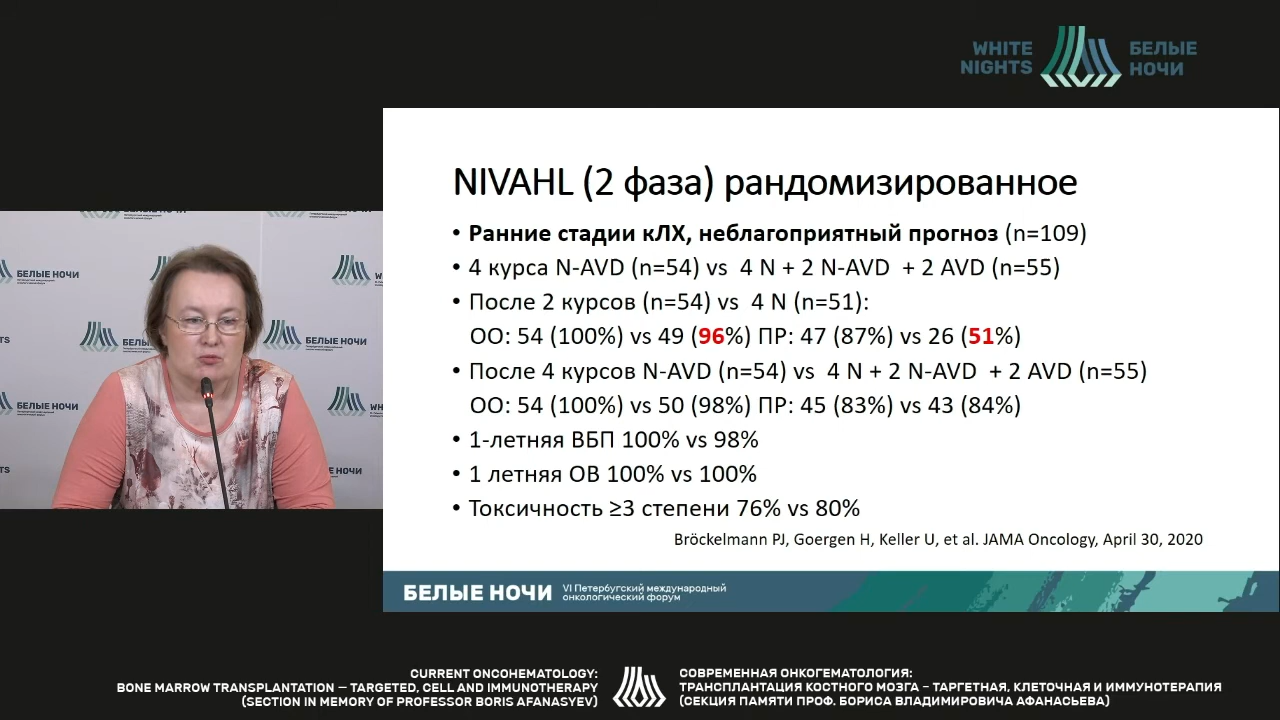 WHITE
NIGHTS
БЕЛЫЕ
НОЧИ
NIVAHL (2 фаза) рандомизированное
• Ранние стадии кЛХ, неблагоприятный прогноз (n=109)
• 4 курса N-AVD (n=54) vs 4 N + 2 N-AVD + 2 AVD (n=55)
• После 2 курсов (n=54) vs 4 N (n=51):
ОО: 54 (100%) vs 49 (96%) ПР: 47 (87%) vs 26 (51%)
• После 4 курсов N-AVD (n=54) vs 4 N + 2 N-AVD + 2 AVD (n=55)
ОО: 54 (100%) vs 50 (98%) ПР: 45 (83%) vs 43 (84%)
• 1-летняя ВБП 100% vs 98%
• 1 летняя ОВ 100% vs 100%
• Токсичность ≥3 степени 76% vs 80%
Bröckelmann PJ, Goergen H, Keller U, et al. JAMA Oncology, April 30, 2020
БЕЛЫЕ НОЧИ
VI Петербугский международный
онкологический форум
БЕЛЫЕ НОЧИ
БЕЛЫЕ НОЧИ
БЕЛЫЕ НОЧИ
CURRENT ONCOHEMATOLOGY:
BONE MARROW TRANSPLANTATION — TARGETED, CELL AND IMMUNOTHERAPY
(SECTION IN MEMORY OF PROFESSOR BORIS AFANASYEV)
СОВРЕМЕННАЯ ОНКОГЕМАТОЛОГИЯ:
ТРАНСПЛАНТАЦИЯ КОСТНОГО МОЗГА – ТАРГЕТНАЯ, КЛЕТОЧНАЯ И ИММУНОТЕРАПИЯ
(СЕКЦИЯ ПАМЯТИ ПРОФ. БОРИСА ВЛАДИМИРОВИЧА АФАНАСЬЕВА)